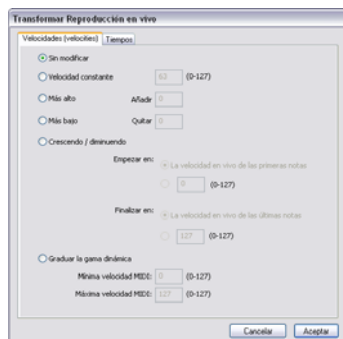 Transformar Reproducción en vivo
Velocidades (velocities) Tiempos
Sin modificar
Velocidad constante 63 (0-127)
Más alto Añadir 0
Más bajo Quitar 0
Crescendo / diminuendo
Empezar en: La velocidad en vivo de las primeras notas
0 (0-127)
Finalizar en: La velocidad en vivo de las últimas notas
127 (0-127)
Graduar la gama dinámica
Mínima velocidad MIDI: 0 (0-127)
Máxima velocidad MIDI: 127 (0-127)
Cancelar Aceptar